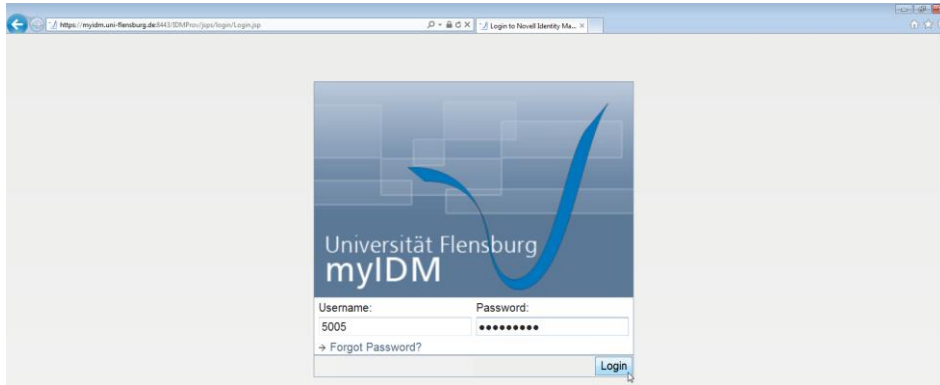 https://myidm.uni-flensburg.de:8443/IDMProv/jsps/login/Login.jsp
Login to Novell Identity Ma...
Universität Flensburg
myIDM
Username: Password:
5005 •••••••••
→ Forgot Password?
Login